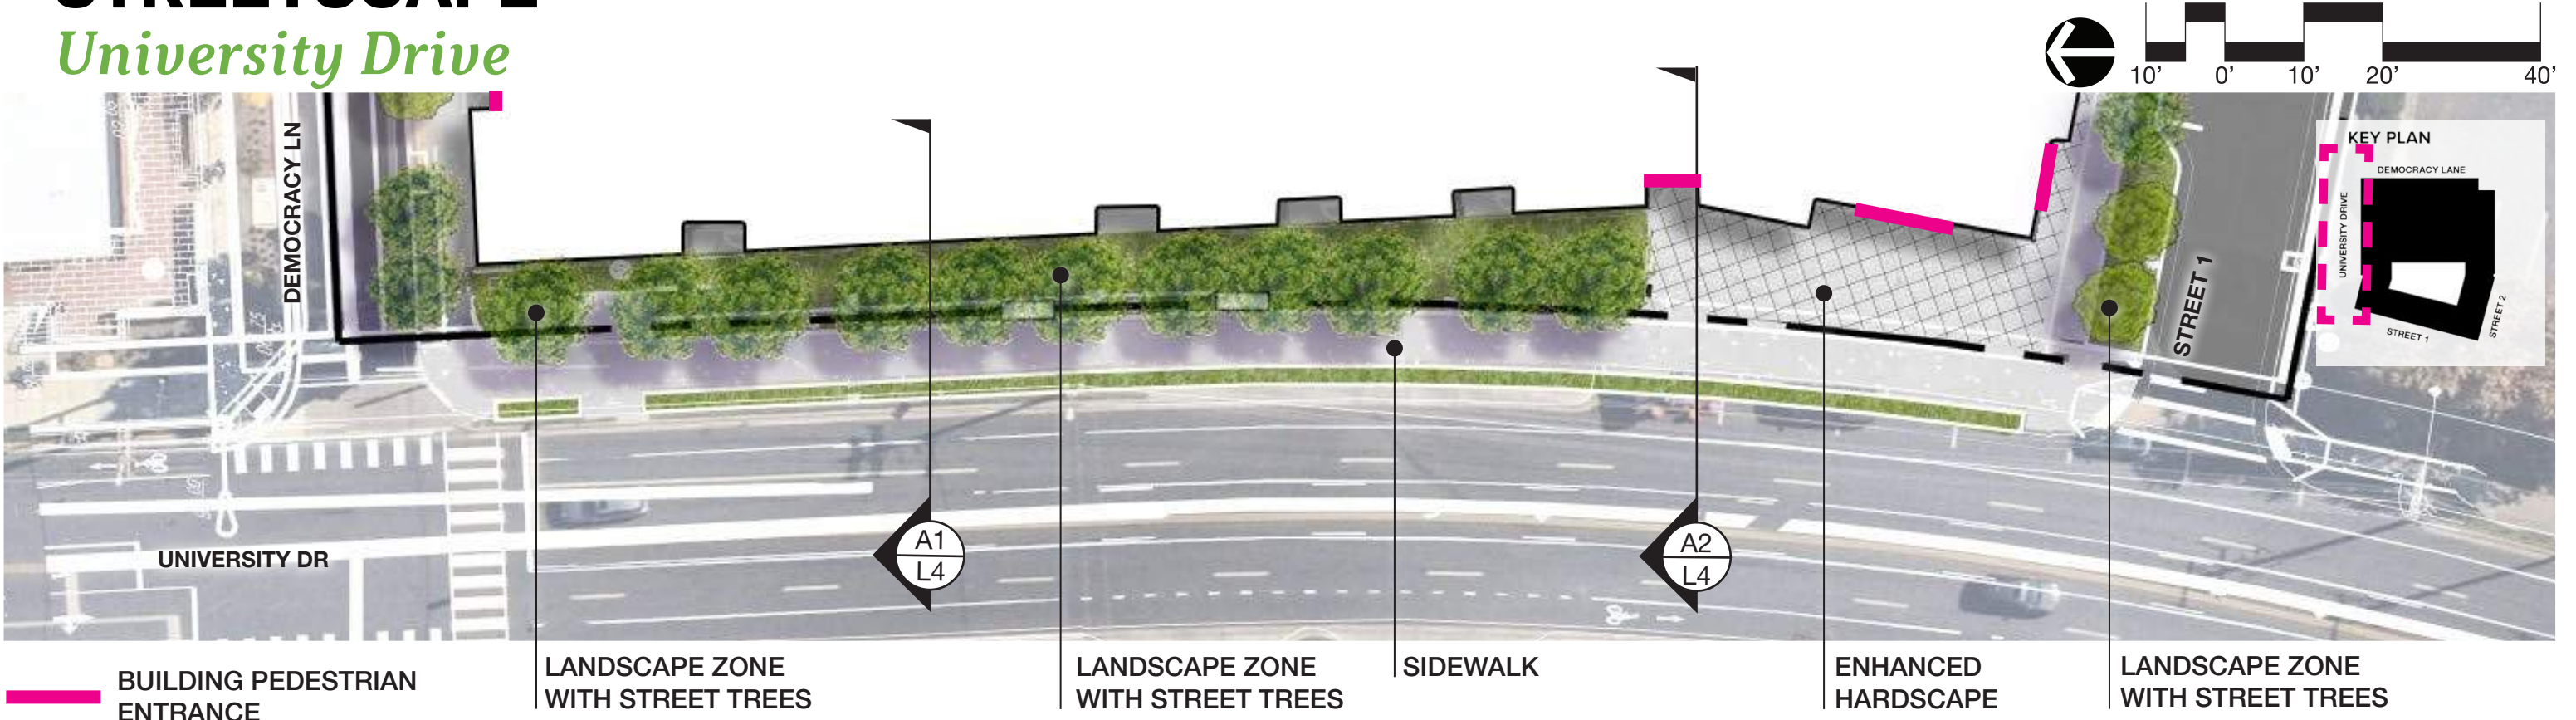 STREETSCAPE
University Drive
10' 0' 10' 20' 40'
DEMOCRACY LN
KEY PLAN
DEMOCRACY LANE
UNIVERSITY DRIVE
STREET 1
STREET 2
STREET 1
A1
L4
A2
L4
UNIVERSITY DR
BUILDING PEDESTRIAN
ENTRANCE
LANDSCAPE ZONE
WITH STREET TREES
LANDSCAPE ZONE
WITH STREET TREES
SIDEWALK
ENHANCED
HARDSCAPE
LANDSCAPE ZONE
WITH STREET TREES